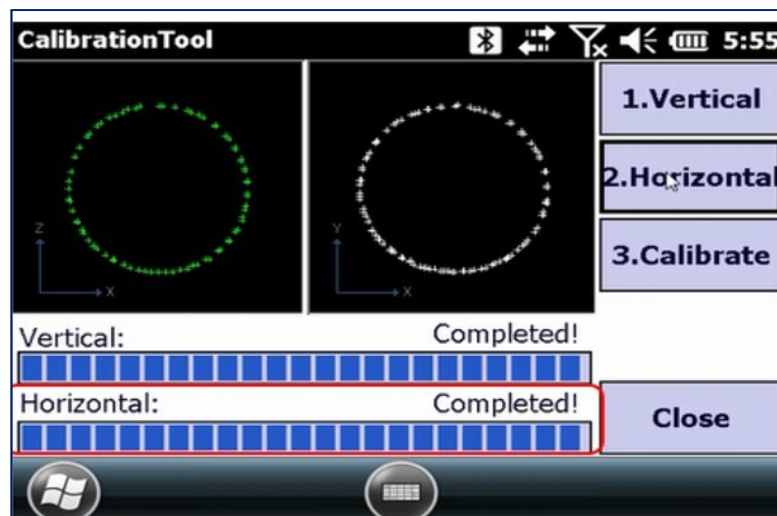 CalibrationTool 5:55
1.Vertical
2.Horizontal
3.Calibrate
Z
X
Y
X
Vertical: Completed!
Horizontal: Completed!
Close